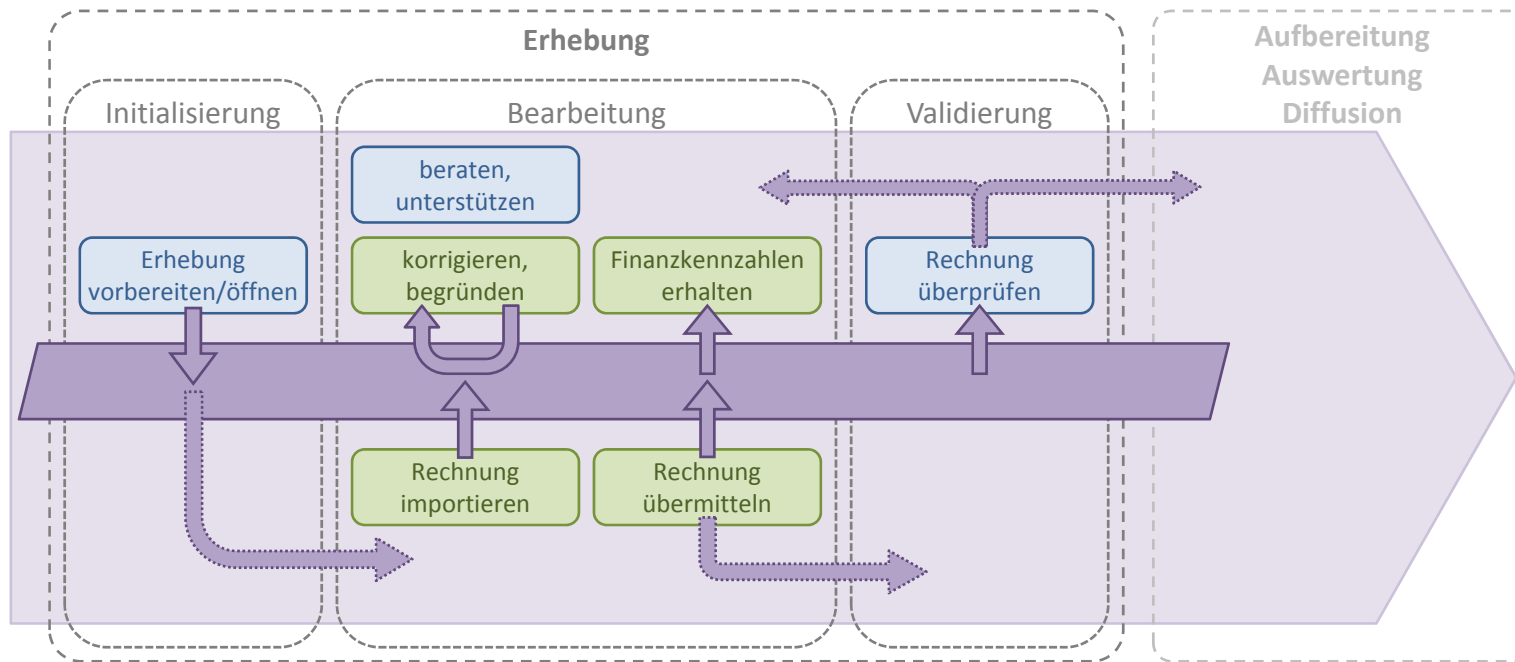 Erhebung
Aufbereitung
Auswertung
Diffusion
Initialisierung
Bearbeitung
Validierung
beraten,
unterstützen
Erhebung
vorbereiten/öffnen
korrigieren,
begründen
Finanzkennzahlen
erhalten
Rechnung
überprüfen
Rechnung
importieren
Rechnung
übermitteln